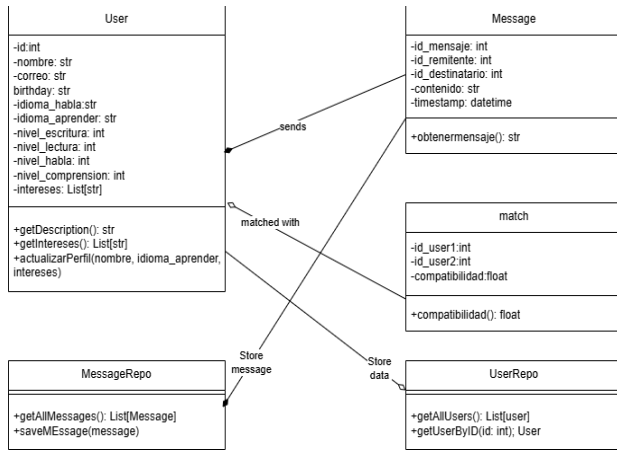 User
-id:int
-nombre: str
-correo: str
birthday: str
-idioma_habla:str
-idioma_aprender: str
-nivel_escritura: int
-nivel_lectura: int
-nivel_habla: int
-nivel_comprension: int
-intereses: List[str]
+getDescription(): str
+getIntereses(): List[str]
+actualizarPerfil(nombre, idioma_aprender,
intereses)
Message
-id_mensaje: int
-id_remitente: int
-id_destinatario: int
-contenido: str
-timestamp: datetime
+obtenermensaje(): str
sends
matched with
match
-id_user1:int
-id_user2:int
-compatibilidad:float
+compatibilidad(): float
Store
message
Store
data
MessageRepo
+getAllMessages(): List[Message]
+saveMEssage(message)
UserRepo
+getAllUsers(): List[user]
+getUserByID(id: int); User